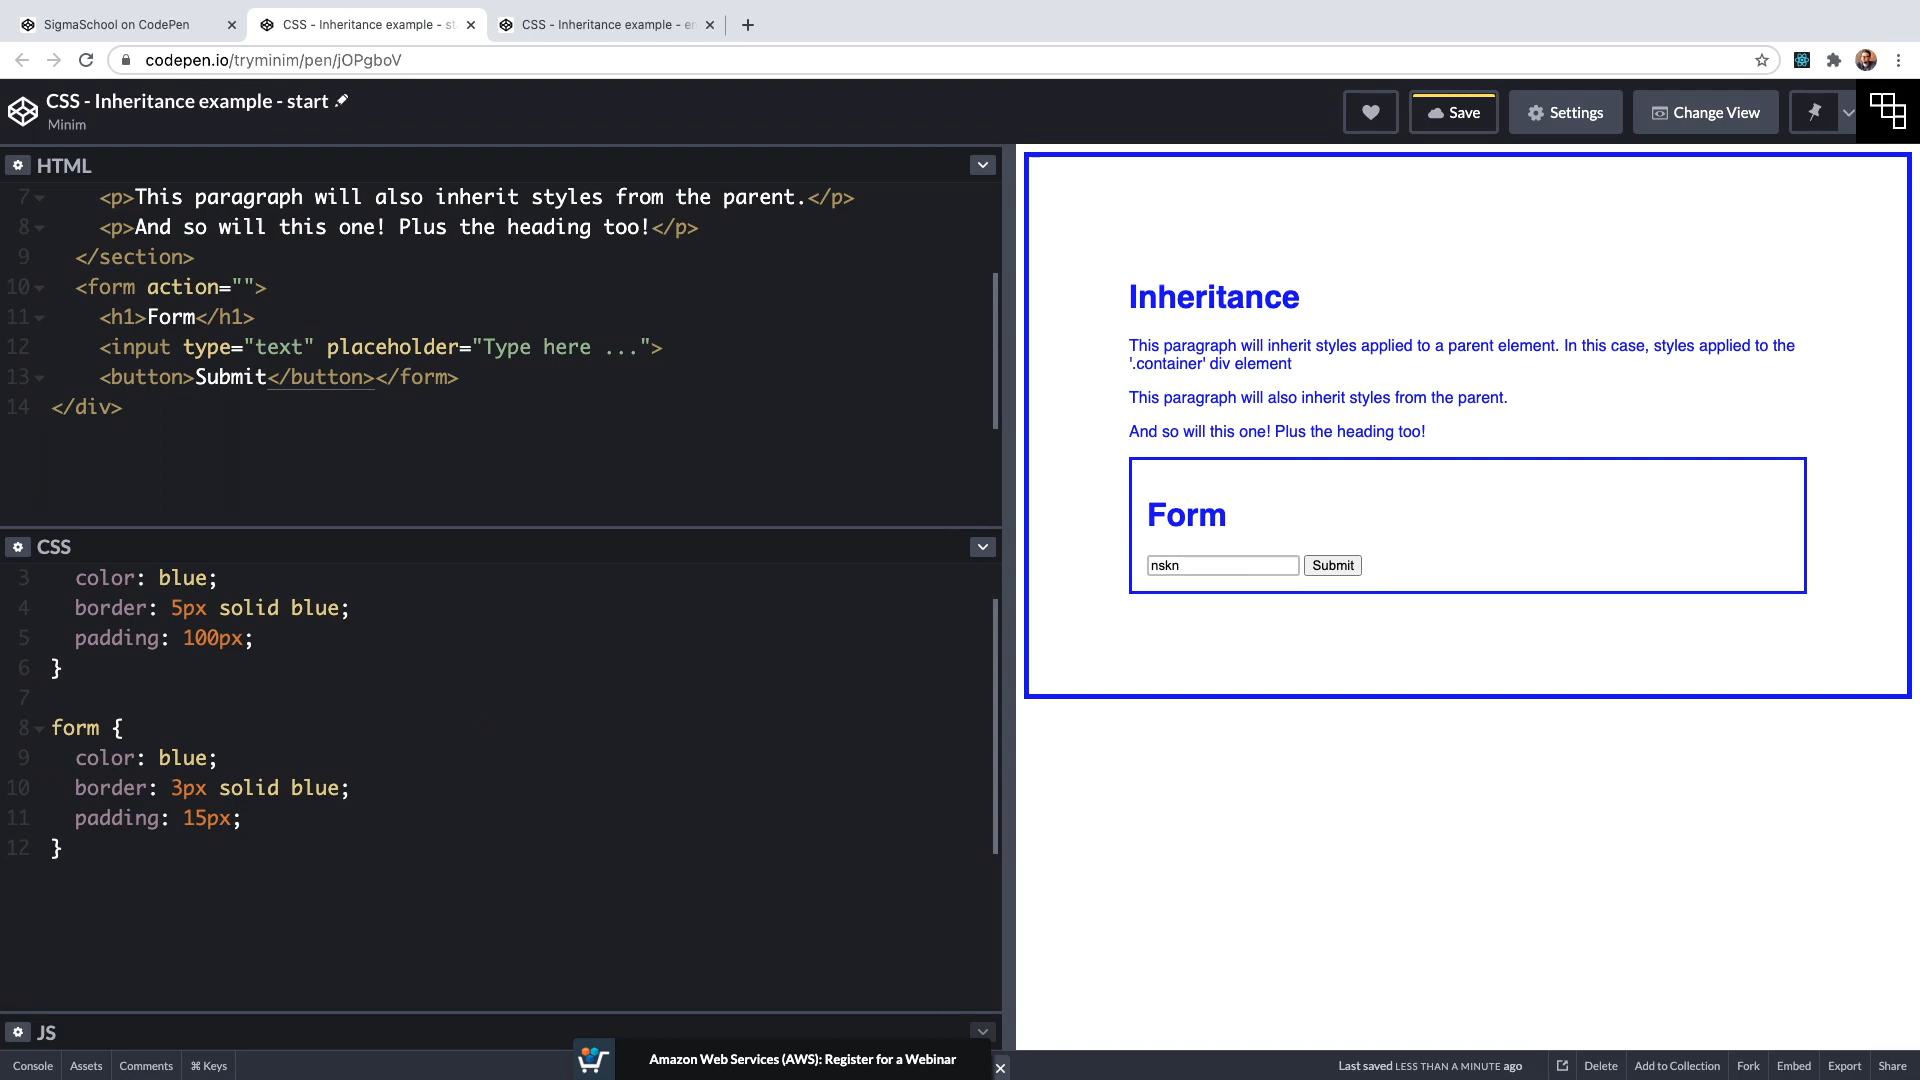 SigmaSchool on CodePen
CSS - Inheritance example - st
CSS - Inheritance example - en
codepen.io/tryminim/pen/jOPgboV
CSS - Inheritance example - start
Minim
Save
Settings
Change View
HTML
7 <p>This paragraph will also inherit styles from the parent.</p>
8 <p>And so will this one! Plus the heading too!</p>
9 </section>
10 <form action="">
11 <h1>Form</h1>
12 <input type="text" placeholder="Type here ...">
13 <button>Submit</button></form>
14 </div>
CSS
3 color: blue;
4 border: 5px solid blue;
5 padding: 100px;
6 }
7
8 form {
9 color: blue;
10 border: 3px solid blue;
11 padding: 15px;
12 }
JS
Inheritance
This paragraph will inherit styles applied to a parent element. In this case, styles applied to the
'.container' div element
This paragraph will also inherit styles from the parent.
And so will this one! Plus the heading too!
Form
nskn
Submit
Console
Assets
Comments
⌘ Keys
Amazon Web Services (AWS): Register for a Webinar
Last saved LESS THAN A MINUTE ago
Delete
Add to Collection
Fork
Embed
Export
Share